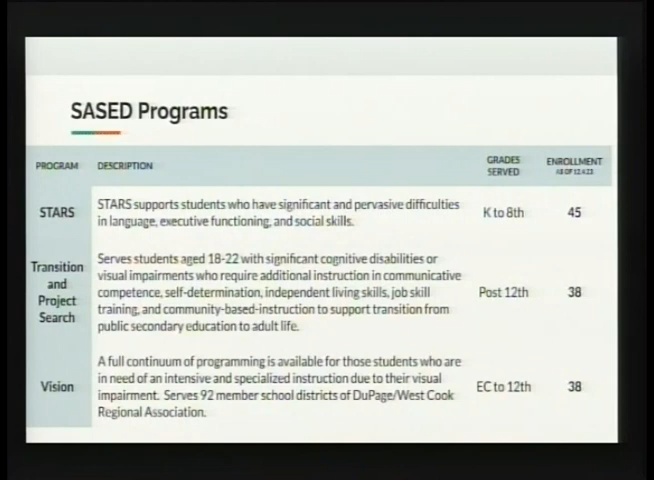 SASED Programs
PROGRAM DESCRIPTION GRADES SERVED ENROLLMENT AS OF 12.4.23
STARS
STARS supports students who have significant and pervasive difficulties
in language, executive functioning, and social skills.
K to 8th
45
Transition
and
Project
Search
Serves students aged 18-22 with significant cognitive disabilities or
visual impairments who require additional instruction in communicative
competence, self-determination, independent living skills, job skill
training, and community-based-instruction to support transition from
public secondary education to adult life.
Post 12th
38
Vision
A full continuum of programming is available for those students who are
in need of an intensive and specialized instruction due to their visual
impairment. Serves 92 member school districts of DuPage/West Cook
Regional Association.
EC to 12th
38